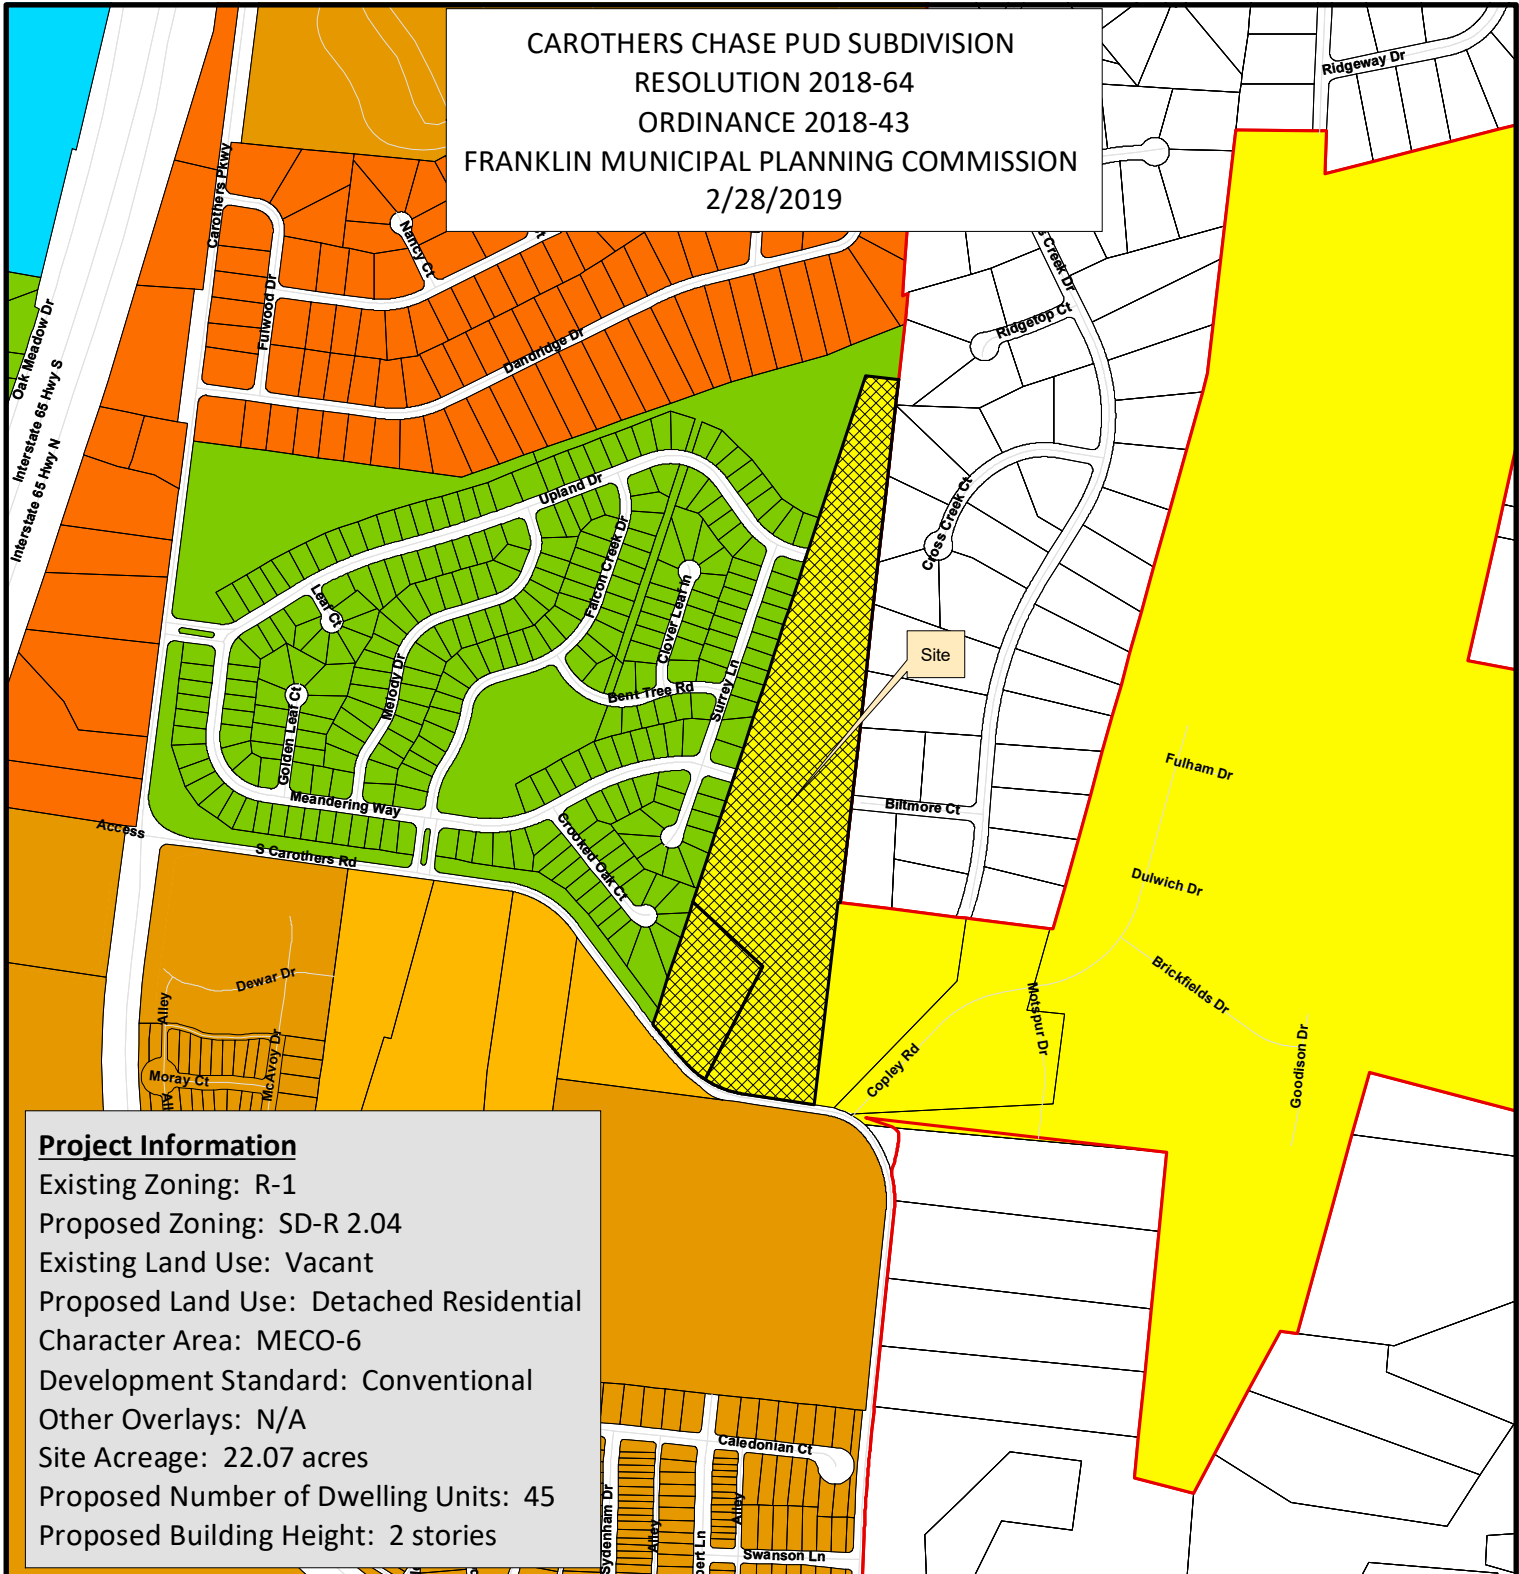 CAROTHERS CHASE PUD SUBDIVISION
RESOLUTION 2018-64
ORDINANCE 2018-43
FRANKLIN MUNICIPAL PLANNING COMMISSION
2/28/2019
Ridgeway Dr
Carothers Pkwy
Nancy Ct
Fulwood Dr
Dandridge Dr
Creek Dr
Ridgetop Ct
Oak Meadow Dr
Interstate 65 Hwy S
Interstate 65 Hwy N
Upland Dr
Falcon Creek Dr
Cross Creek Ct
Leaf Ct
Clover Leaf ln
Melody Dr
Bent Tree Rd
Surrey Ln
Site
Golden Leaf Ct
Meandering Way
Fulham Dr
Biltmore Ct
Access
S Carothers Rd
Crooked Oak Ct
Dulwich Dr
Dewar Dr
Alley
Brickfields Dr
Motspur Dr
McAvoy Dr
Moray Ct
Copley Rd
Goodison Dr
Project Information
Existing Zoning: R-1
Proposed Zoning: SD-R 2.04
Existing Land Use: Vacant
Proposed Land Use: Detached Residential
Character Area: MECO-6
Development Standard: Conventional
Other Overlays: N/A
Site Acreage: 22.07 acres
Proposed Number of Dwelling Units: 45
Proposed Building Height: 2 stories
Caledonian Ct
Sydenham Dr
Alley
Alley
Swanson Ln